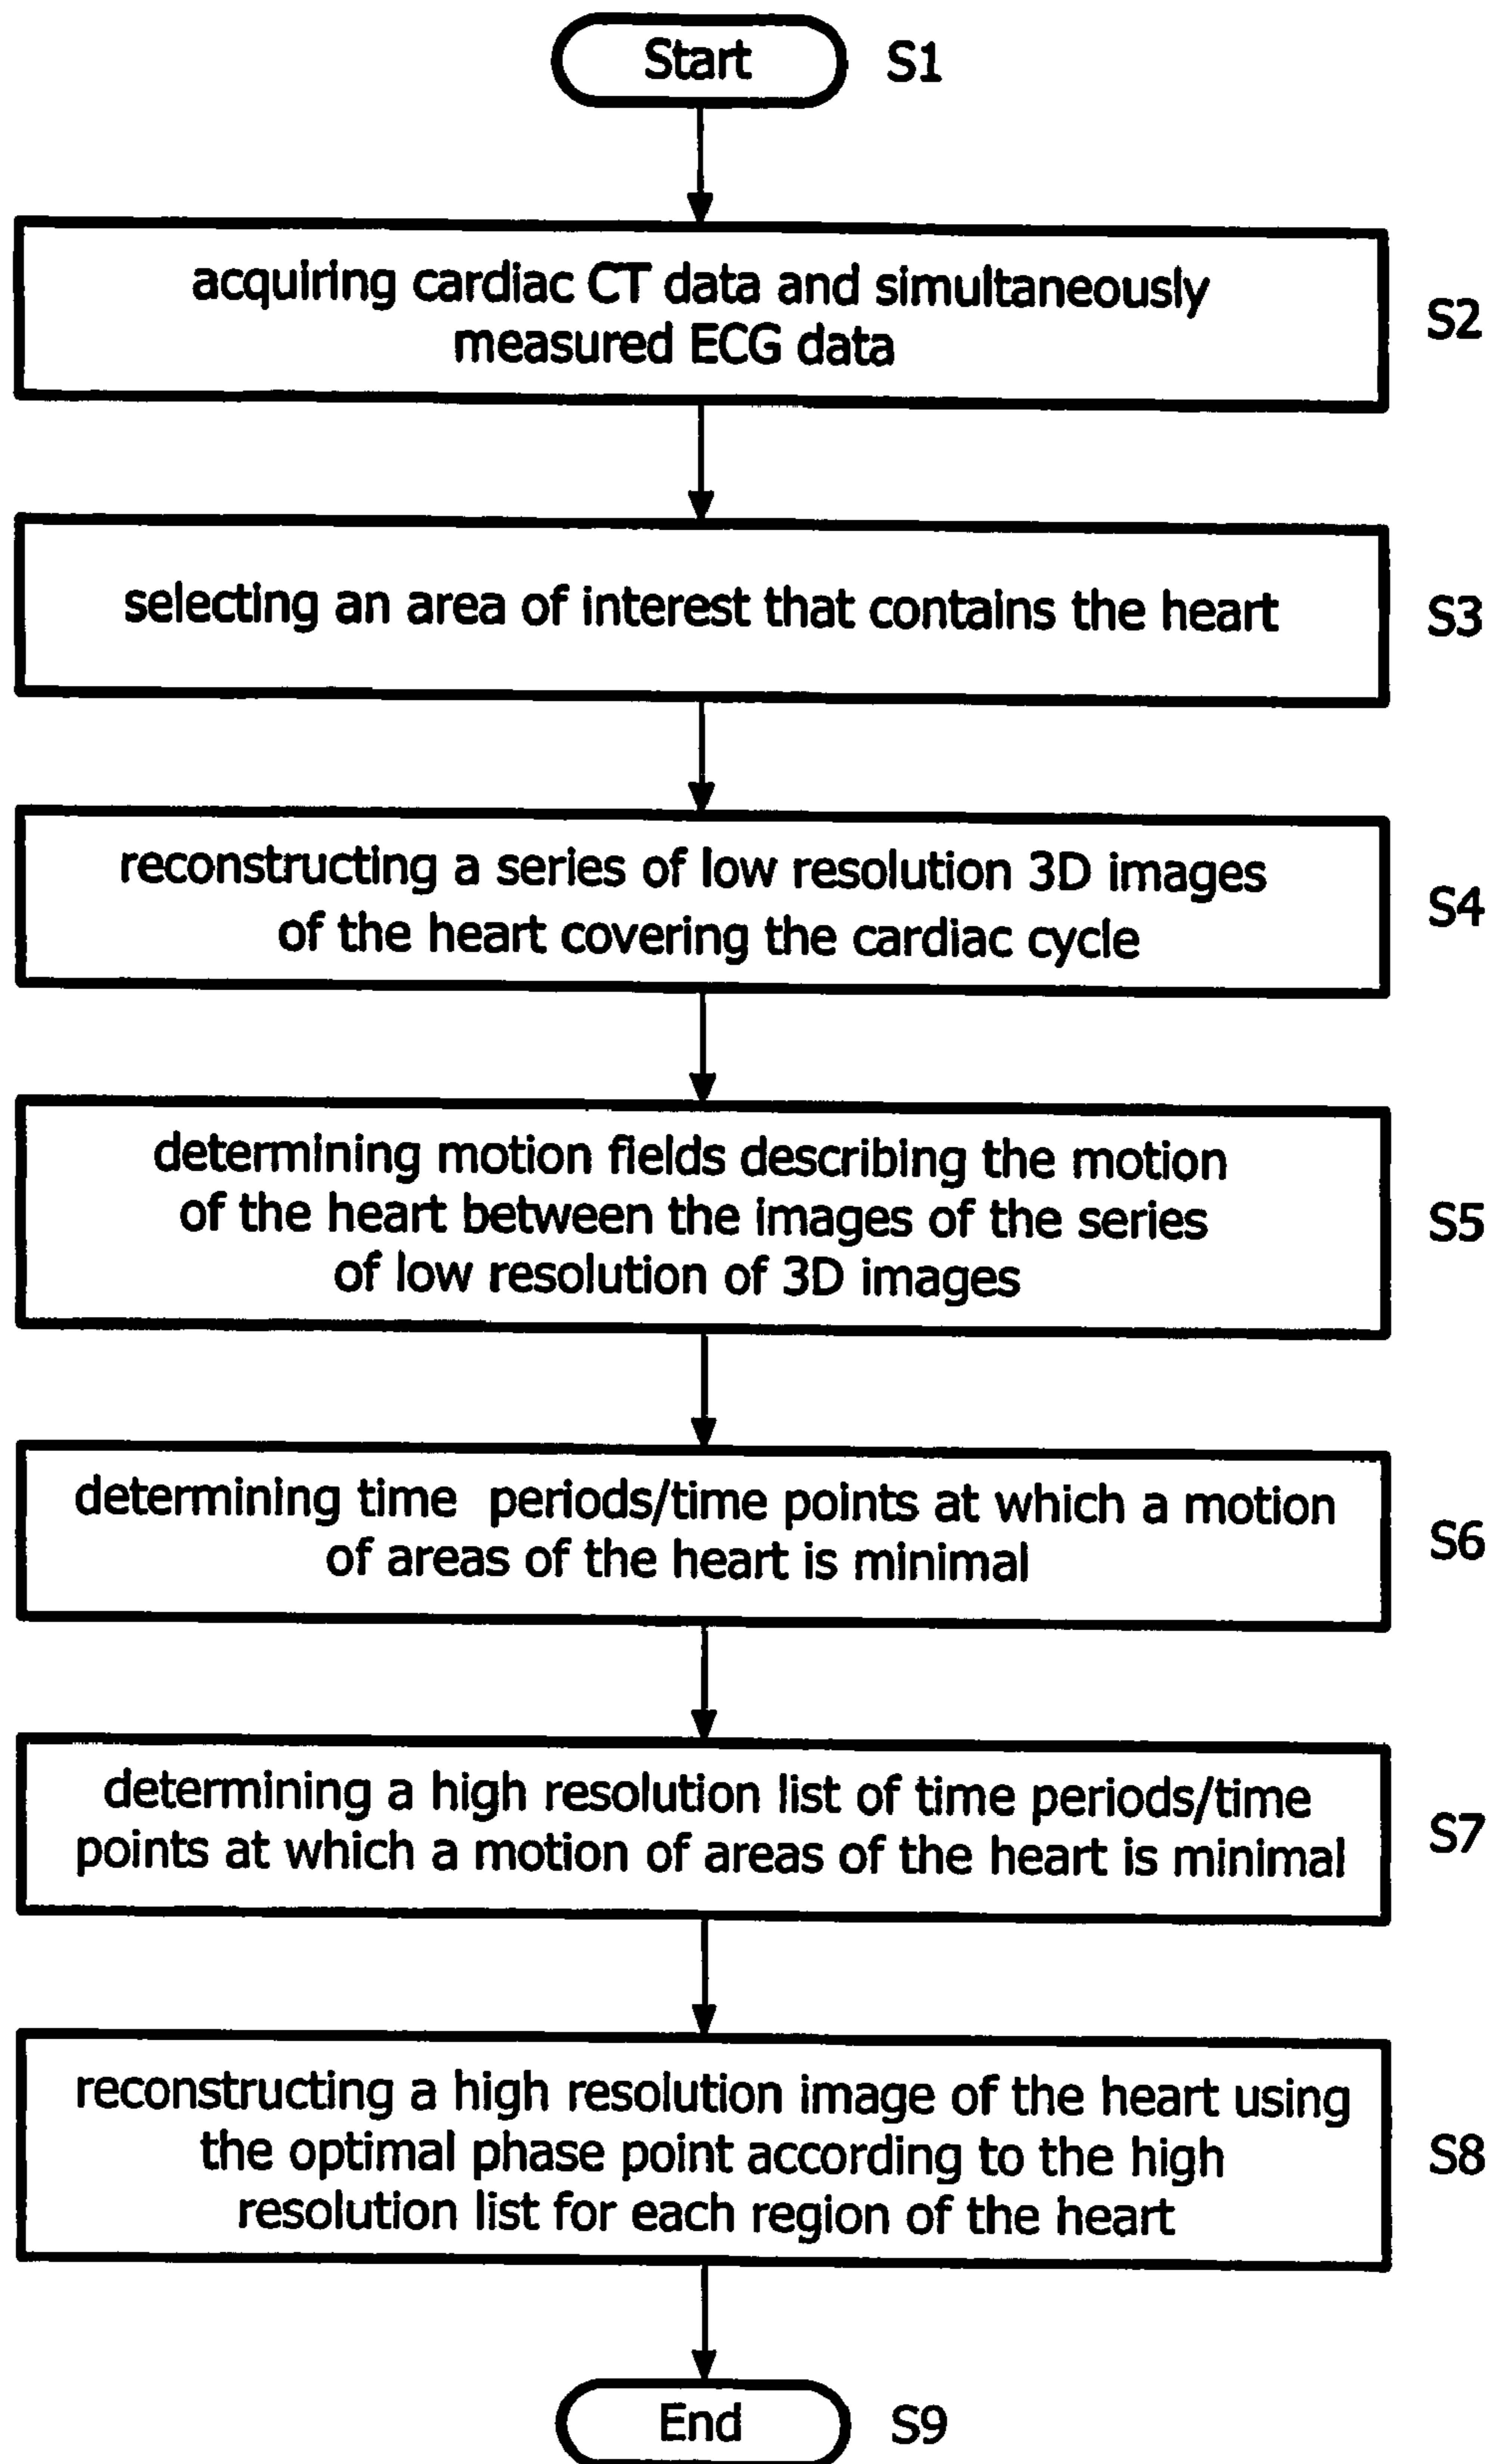 Start S1
acquiring cardiac CT data and simultaneously
measured ECG data
S2
selecting an area of interest that contains the heart
S3
reconstructing a series of low resolution 3D images
of the heart covering the cardiac cycle
S4
determining motion fields describing the motion
of the heart between the images of the series
of low resolution of 3D images
S5
determining time periods/time points at which a motion
of areas of the heart is minimal
S6
determining a high resolution list of time periods/time
points at which a motion of areas of the heart is minimal
S7
reconstructing a high resolution image of the heart using
the optimal phase point according to the high
resolution list for each region of the heart
S8
End S9